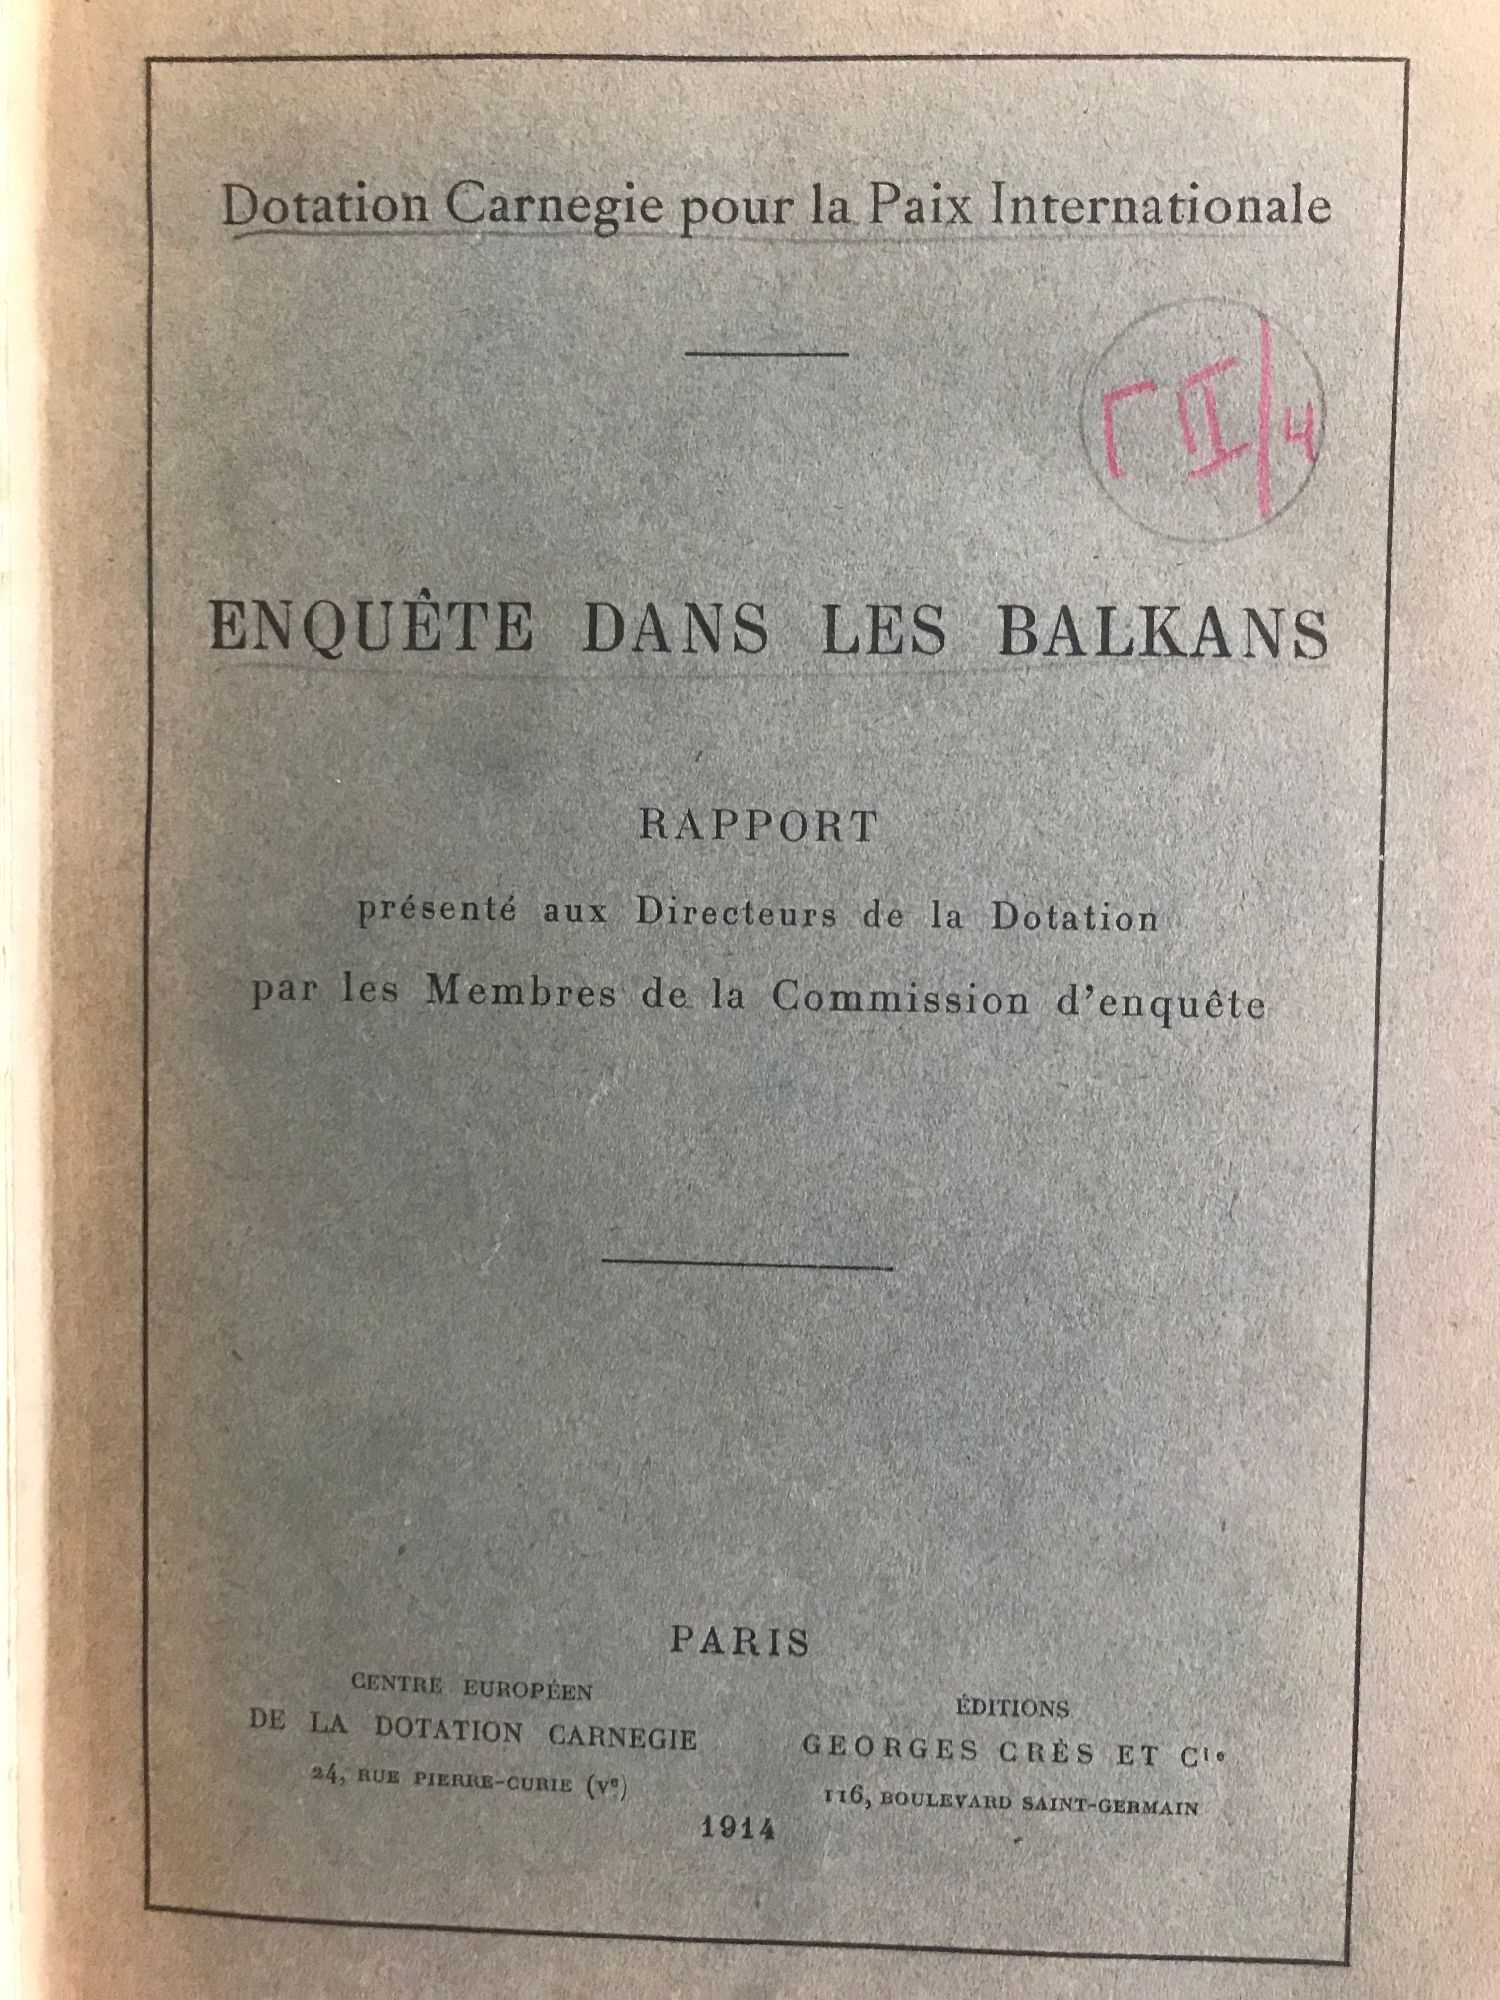 Dotation Carnegie pour la Paix Internationale
Γ II/4
ENQUÊTE DANS LES BALKANS
RAPPORT
présenté aux Directeurs de la Dotation
par les Membres de la Commission d'enquête
PARIS
CENTRE EUROPÉEN
DE LA DOTATION CARNEGIE
24, RUE PIERRE-CURIE (Vᵉ)
ÉDITIONS
GEORGES CRÈS ET Cⁱᵉ
116, BOULEVARD SAINT-GERMAIN
1914